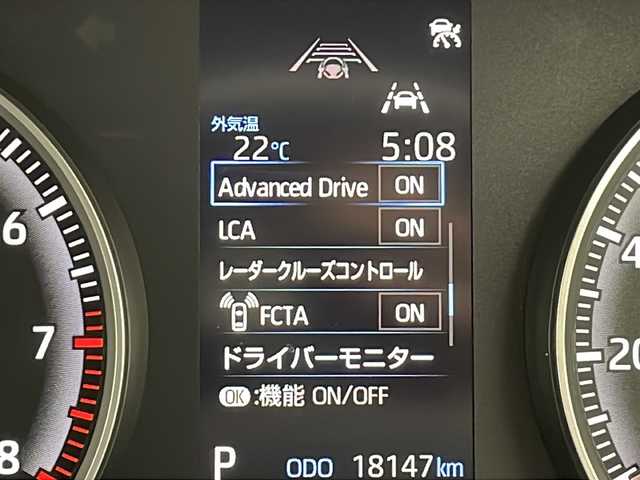 外気温
22℃ 5:08
Advanced Drive ON
LCA ON
レーダークルーズコントロール
FCTA ON
ドライバーモニター
OK:機能 ON/OFF
P ODO 18147km
6
7
8
4
20